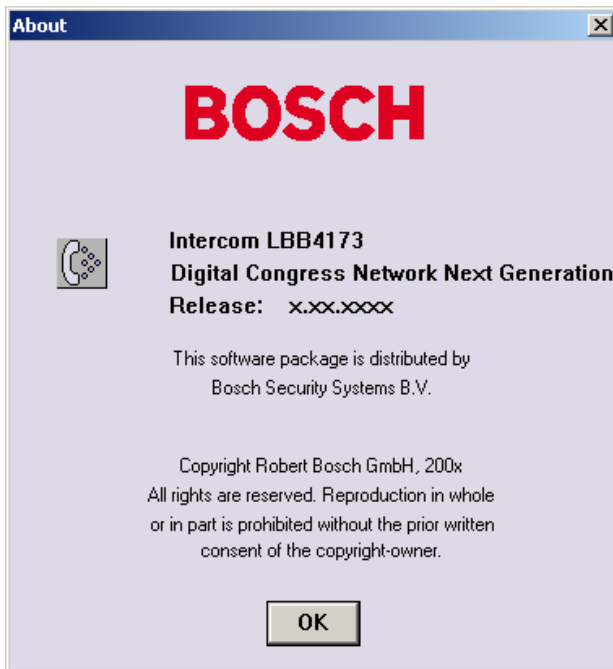 About
BOSCH
Intercom LBB4173
Digital Congress Network Next Generation
Release: x.xx.xxxx
This software package is distributed by
Bosch Security Systems B.V.
Copyright Robert Bosch GmbH, 200x
All rights are reserved. Reproduction in whole
or in part is prohibited without the prior written
consent of the copyright-owner.
OK